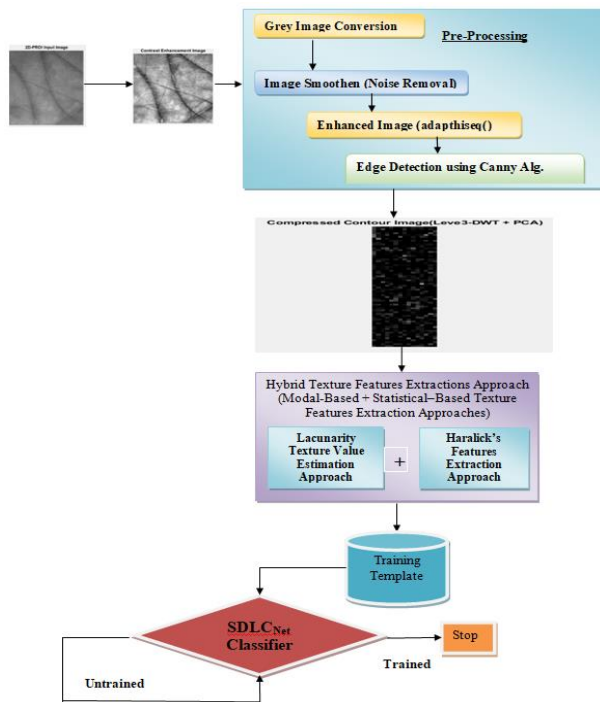 2D-PROI Input Image
Contrast Enhancement Image
Grey Image Conversion
Pre-Processing
Image Smoothen (Noise Removal)
Enhanced Image (adapthiseq()
Edge Detection using Canny Alg.
Compressed Contour Image(Leve3-DWT + PCA)
Hybrid Texture Features Extractions Approach
(Modal-Based + Statistical–Based Texture
Features Extraction Approaches)
Lacunarity
Texture Value
Estimation
Approach
+
Haralick's
Features
Extraction
Approach
Training
Template
SDLCNet
Classifier
Stop
Trained
Untrained